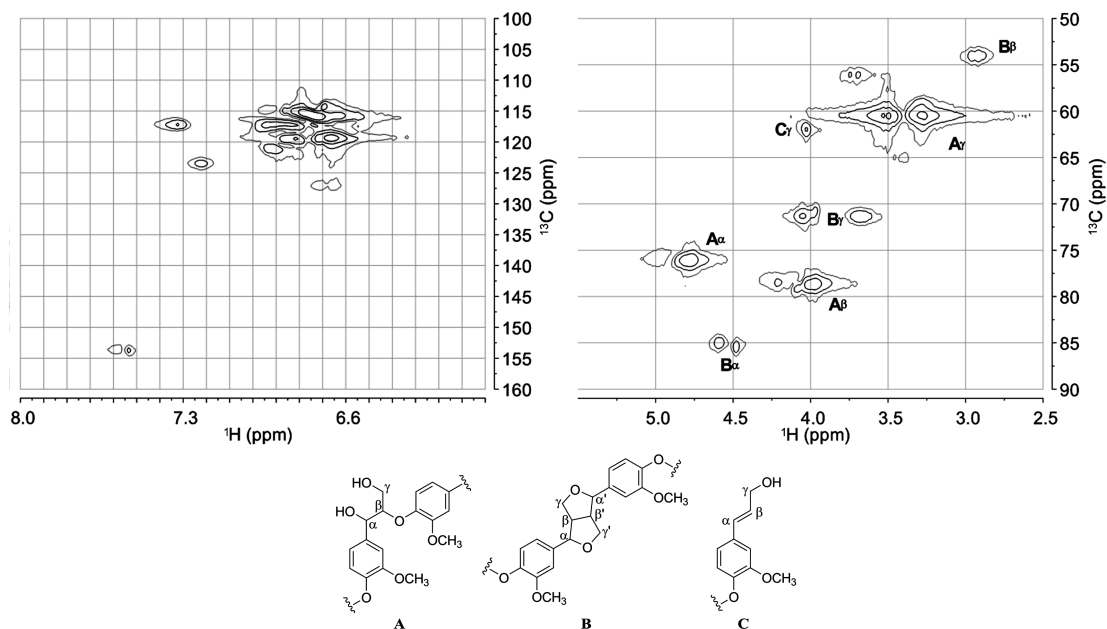 100
105
110
115
120
125
130
135
140
145
150
155
160
¹³C (ppm)
8.0 7.3 6.6
¹H (ppm)
50
55
60
65
70
75
80
85
90
¹³C (ppm)
5.0 4.5 4.0 3.5 3.0 2.5
¹H (ppm)
Bβ
Cγ
Aγ
Bγ
Aα
Aβ
Bα
HO γ
β
HO α O
OCH₃
OCH₃
O
A
O
OCH₃
O α'
γ β'
β γ'
α O
O
OCH₃
B
OH
γ
α β
OCH₃
O
C